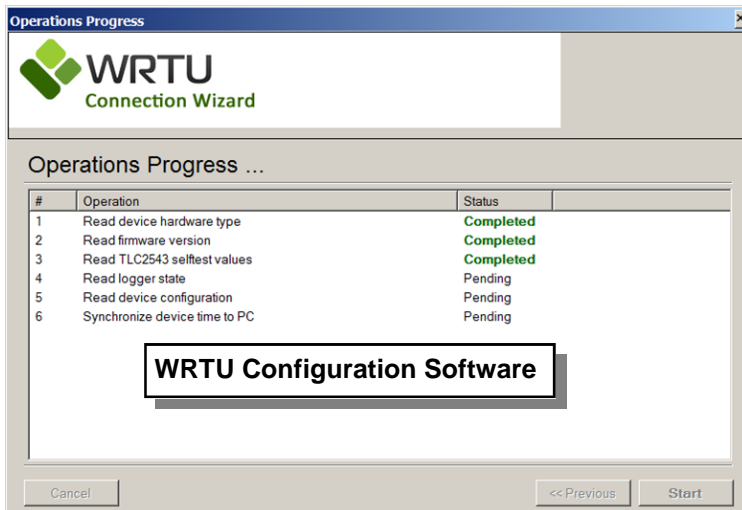 Operations Progress
WRTU
Connection Wizard
Operations Progress ...
# Operation Status
1 Read device hardware type Completed
2 Read firmware version Completed
3 Read TLC2543 selftest values Completed
4 Read logger state Pending
5 Read device configuration Pending
6 Synchronize device time to PC Pending
WRTU Configuration Software
Cancel << Previous Start